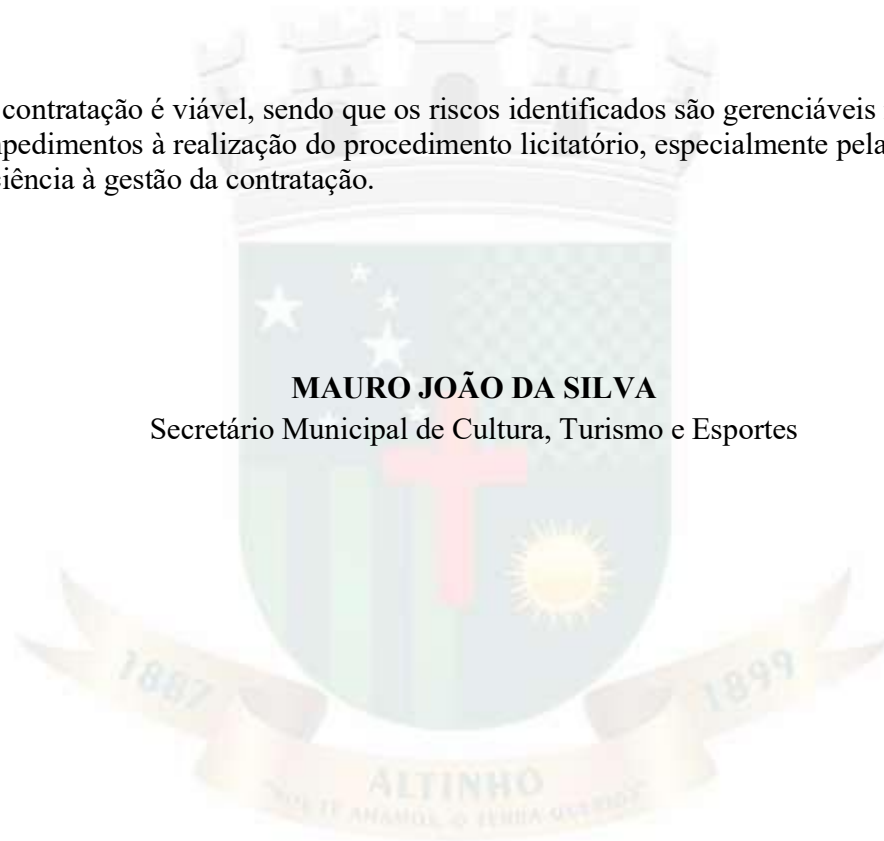 contratação é viável, sendo que os riscos identificados são gerenciáveis
pedimentos à realização do procedimento licitatório, especialmente pela
ciência à gestão da contratação.
MAURO JOÃO DA SILVA
Secretário Municipal de Cultura, Turismo e Esportes
1887
1899
ALTINHO